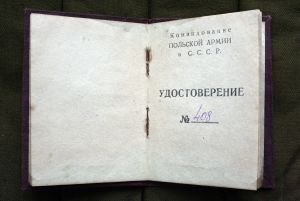 Командование
ПОЛЬСКОЙ АРМИИ
в С.С.С.Р.
УДОСТОВЕРЕНИЕ
№ 408